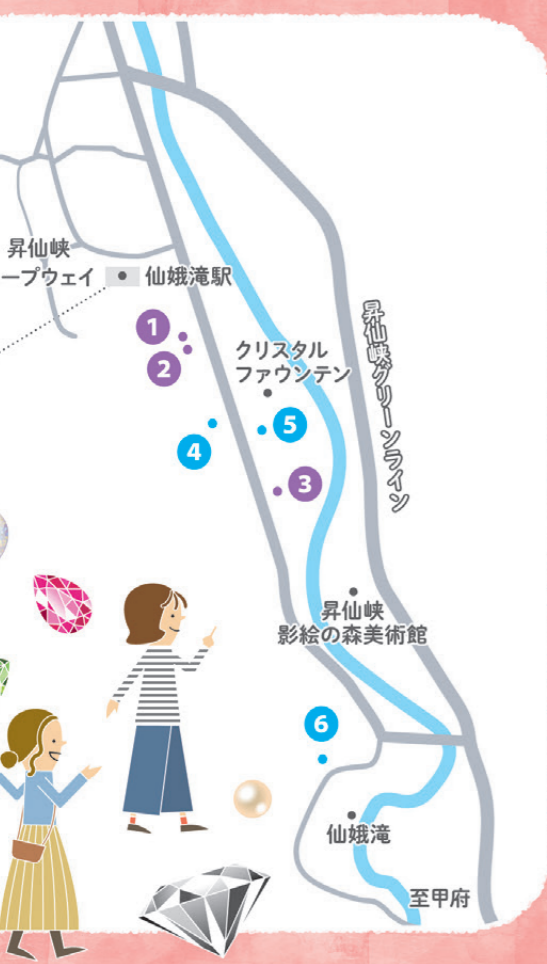 昇仙峡
ープウェイ
仙娥滝駅
1
2
クリスタル
ファウンテン
昇仙峡グリーンライン
5
4
3
昇仙峡
影絵の森美術館
6
仙娥滝
至甲府